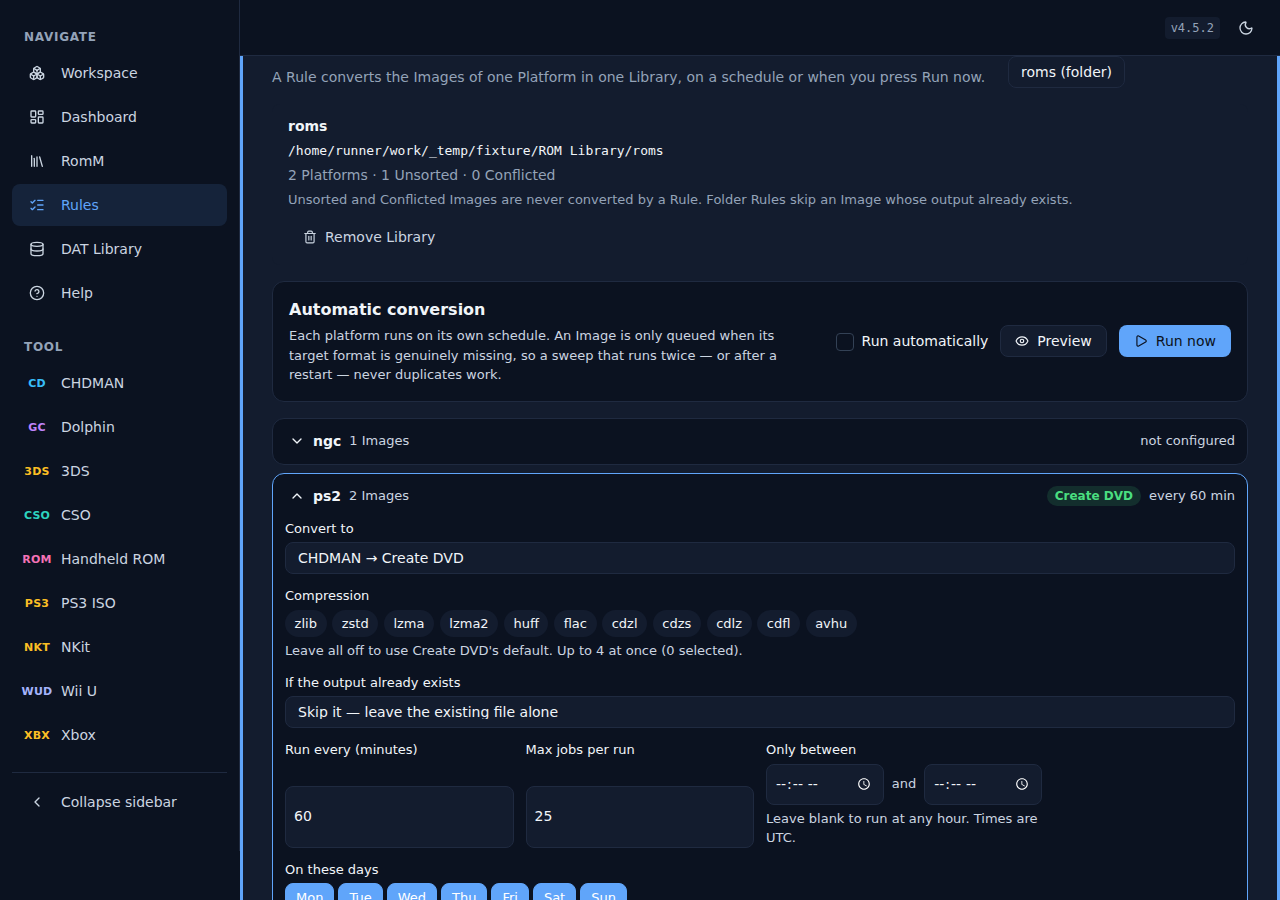 NAVIGATE
Workspace
Dashboard
RomM
Rules
DAT Library
Help
TOOL
CD CHDMAN
GC Dolphin
3DS 3DS
CSO CSO
ROM Handheld ROM
PS3 PS3 ISO
NKT NKit
WUD Wii U
XBX Xbox
Collapse sidebar
v4.5.2
A Rule converts the Images of one Platform in one Library, on a schedule or when you press Run now.
roms (folder)
roms
/home/runner/work/_temp/fixture/ROM Library/roms
2 Platforms · 1 Unsorted · 0 Conflicted
Unsorted and Conflicted Images are never converted by a Rule. Folder Rules skip an Image whose output already exists.
Remove Library
Automatic conversion
Each platform runs on its own schedule. An Image is only queued when its
target format is genuinely missing, so a sweep that runs twice — or after a
restart — never duplicates work.
Run automatically
Preview
Run now
ngc 1 Images not configured
ps2 2 Images Create DVD every 60 min
Convert to
CHDMAN → Create DVD
Compression
zlib zstd lzma lzma2 huff flac cdzl cdzs cdlz cdfl avhu
Leave all off to use Create DVD's default. Up to 4 at once (0 selected).
If the output already exists
Skip it — leave the existing file alone
Run every (minutes) Max jobs per run Only between
--:-- -- and --:-- --
60 25
Leave blank to run at any hour. Times are
UTC.
On these days
Mon Tue Wed Thu Fri Sat Sun